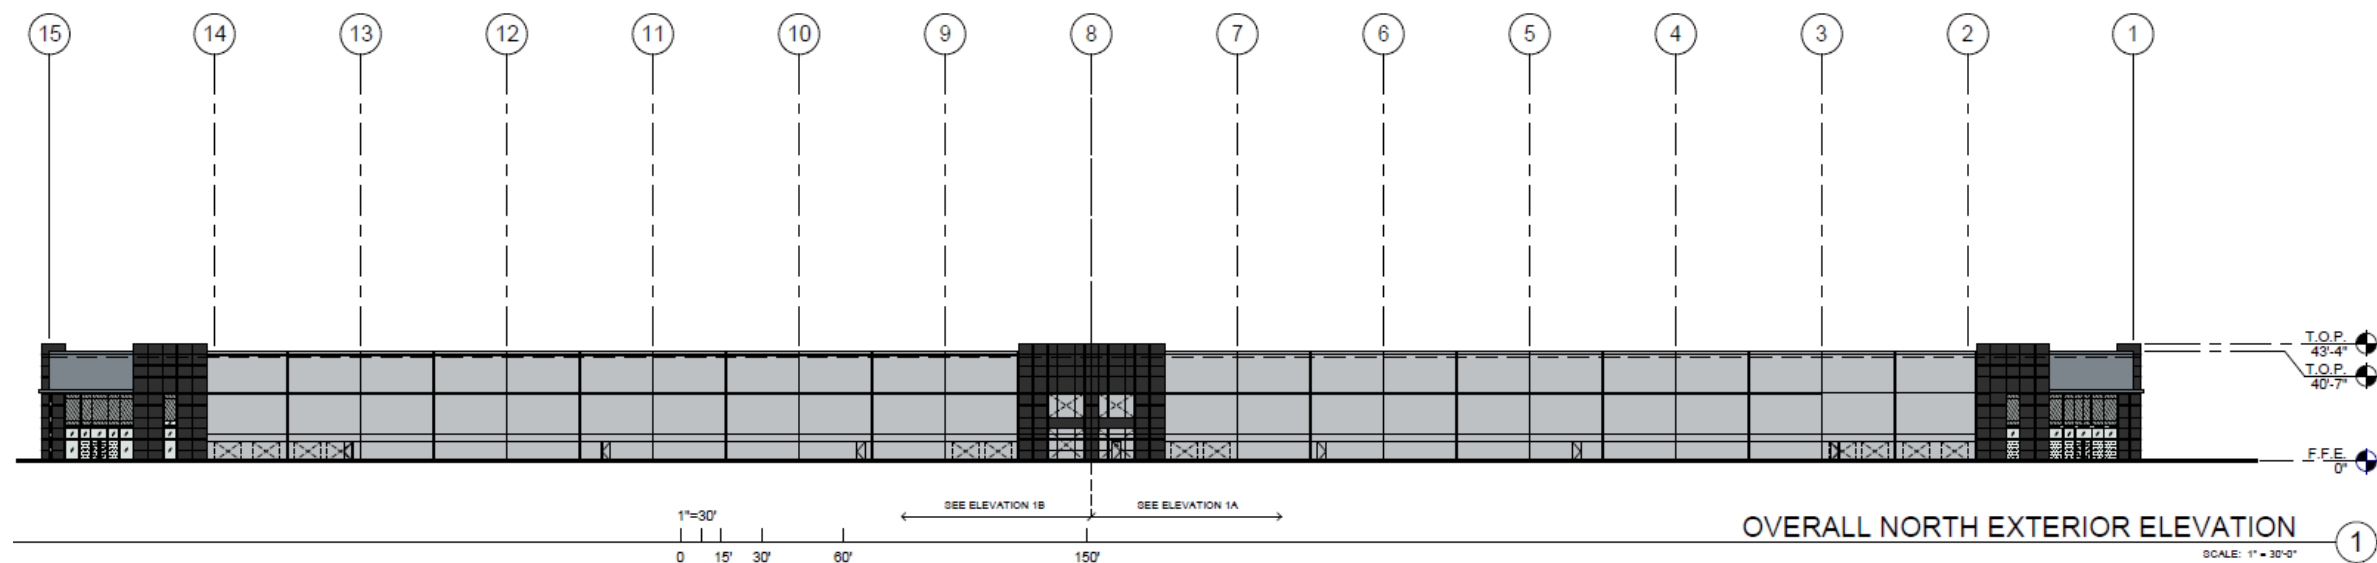 15 14 13 12 11 10 9 8 7 6 5 4 3 2 1
T.O.P.
43'-4"
T.O.P.
40'-7"
F.F.E.
0"
SEE ELEVATION 1B SEE ELEVATION 1A
1"=30'
0 15' 30' 60' 150'
OVERALL NORTH EXTERIOR ELEVATION
SCALE: 1" = 30'-0"
1